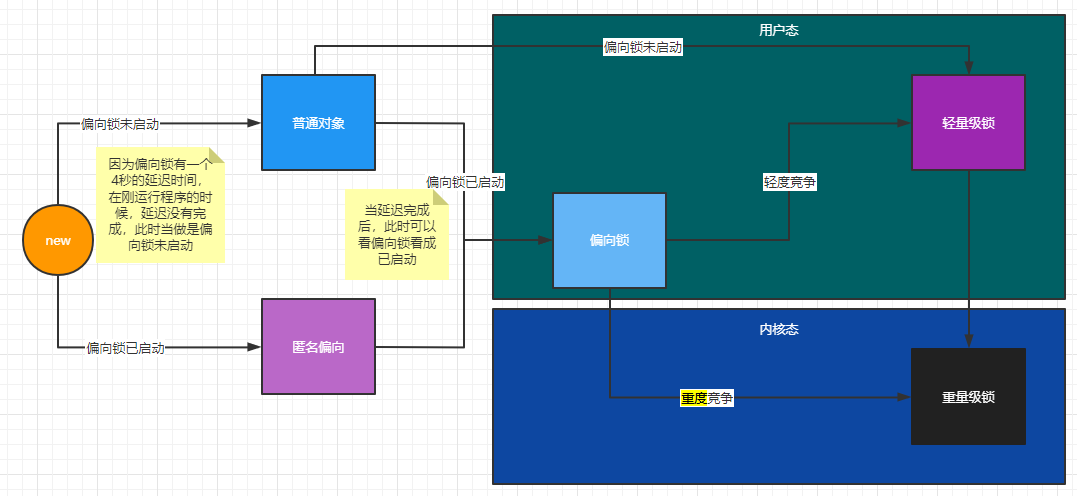 用户态
偏向锁未启动
普通对象
轻量级锁
偏向锁未启动
因为偏向锁有一个
4秒的延迟时间，
在刚运行程序的时
候，延迟没有完
成，此时当做是偏
向锁未启动
偏向锁已启动
轻度竞争
当延迟完成
后，此时可以
看偏向锁看成
已启动
new
偏向锁
内核态
偏向锁已启动
匿名偏向
重度竞争
重量级锁